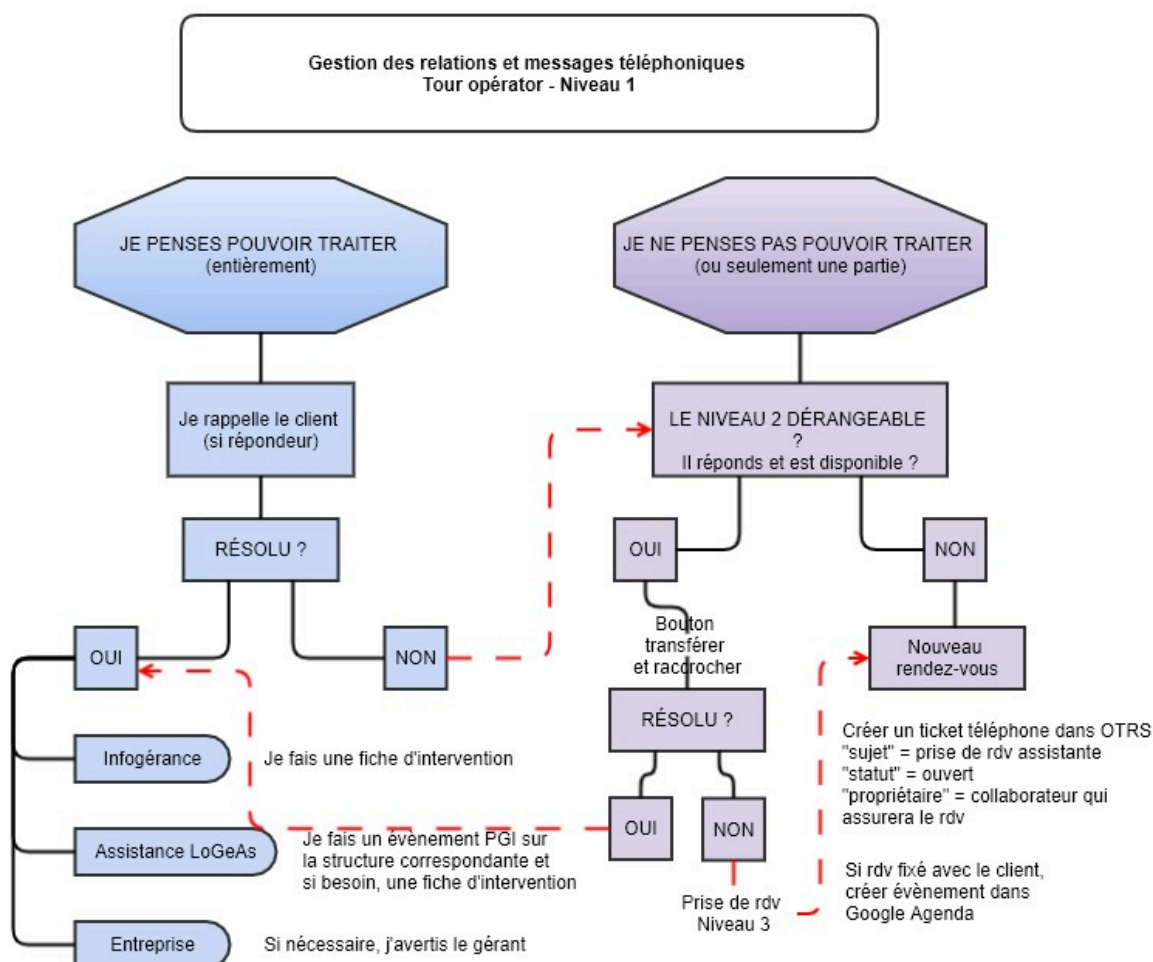 Gestion des relations et messages téléphoniques
Tour opérator - Niveau 1
JE PENSES POUVOIR TRAITER
(entièrement)
JE NE PENSES PAS POUVOIR TRAITER
(ou seulement une partie)
Je rappelle le client
(si répondeur)
LE NIVEAU 2 DÉRANGEABLE
?
Il réponds et est disponible ?
RÉSOLU ?
OUI
NON
OUI
NON
Bouton
transférer
et raccrocher
Nouveau
rendez-vous
RÉSOLU ?
Infogérance
Je fais une fiche d'intervention
Créer un ticket téléphone dans OTRS
"sujet" = prise de rdv assistante
"statut" = ouvert
"propriétaire" = collaborateur qui
assurera le rdv
OUI
NON
Assistance LoGeAs
Je fais un évènement PGI sur
la structure correspondante et
si besoin, une fiche d'intervention
Prise de rdv
Niveau 3
Si rdv fixé avec le client,
créer évènement dans
Google Agenda
Entreprise
Si nécessaire, j'avertis le gérant